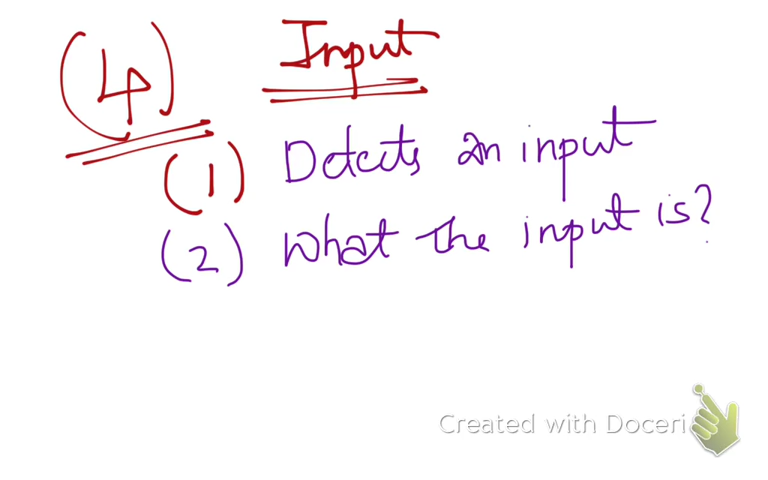 (4) Input
(1) Detects an input
(2) What the input is?
Created with Doceri